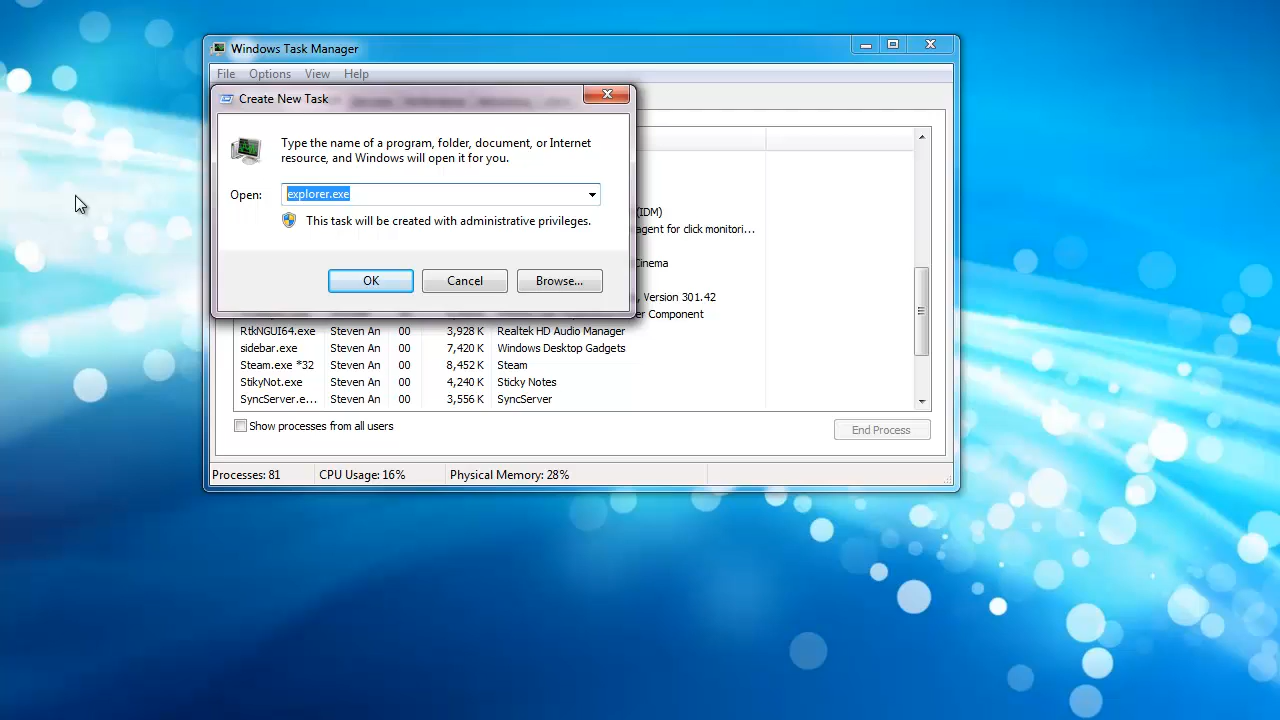 Windows Task Manager
File Options View Help
Create New Task
Type the name of a program, folder, document, or Internet
resource, and Windows will open it for you.
Open: explorer.exe
This task will be created with administrative privileges.
OK Cancel Browse...
(IDM)
agent for click monitori...
Cinema
, Version 301.42
er Component
RtkNGUI64.exe Steven An 00 3,928 K Realtek HD Audio Manager
sidebar.exe Steven An 00 7,420 K Windows Desktop Gadgets
Steam.exe *32 Steven An 00 8,452 K Steam
StikyNot.exe Steven An 00 4,240 K Sticky Notes
SyncServer.e... Steven An 00 3,556 K SyncServer
Show processes from all users
End Process
Processes: 81 CPU Usage: 16% Physical Memory: 28%